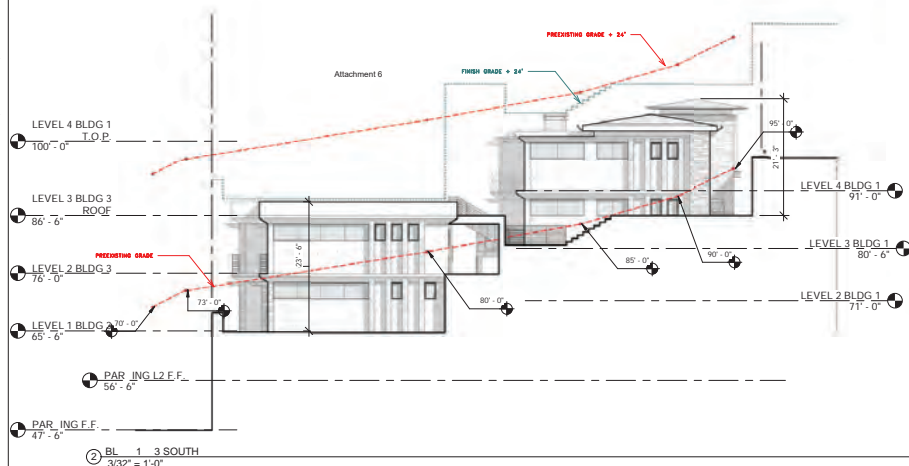 PREEXISTING GRADE + 24'
Attachment 6
FINISH GRADE + 24'
LEVEL 4 BLDG 1
T.O.P.
100' - 0"
95' - 0"
21' - 3"
LEVEL 4 BLDG 1
91' - 0"
LEVEL 3 BLDG 3
ROOF
86' - 6"
23' - 6"
LEVEL 3 BLDG 1
80' - 6"
PREEXISTING GRADE
85' - 0"
90' - 0"
LEVEL 2 BLDG 3
76' - 0"
73' - 0"
80' - 0"
LEVEL 2 BLDG 1
71' - 0"
LEVEL 1 BLDG
70' - 0"
65' - 6"
PAR ING L2 F.F.
56' - 6"
PAR ING F.F.
47' - 6"
2 BL 1 3 SOUTH
3/32" = 1'-0"